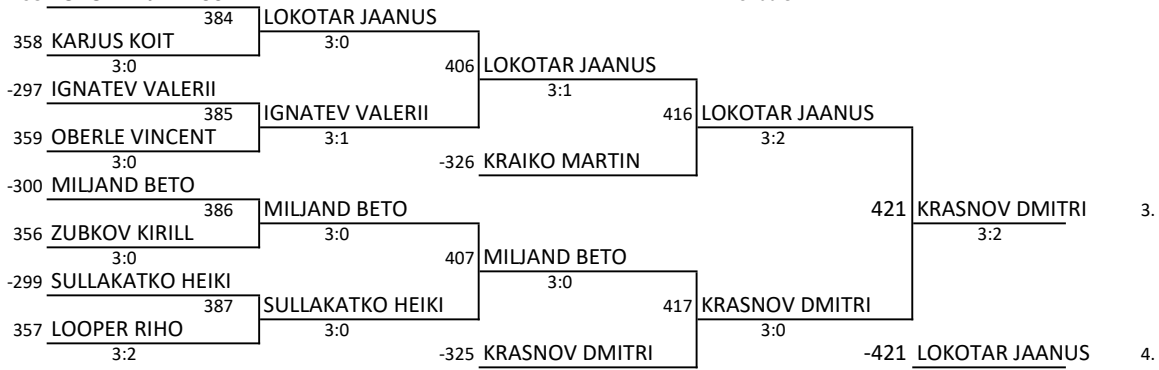 384 LOKOTAR JAANUS
358 KARJUS KOIT 3:0
3:0 406 LOKOTAR JAANUS
-297 IGNATEV VALERII 3:1
385 IGNATEV VALERII 416 LOKOTAR JAANUS
359 OBERLE VINCENT 3:1 3:2
3:0 -326 KRAIKO MARTIN
-300 MILJAND BETO
386 MILJAND BETO 421 KRASNOV DMITRI 3.
356 ZUBKOV KIRILL 3:0 3:2
3:0 407 MILJAND BETO
-299 SULLAKATKO HEIKI 3:0
387 SULLAKATKO HEIKI 417 KRASNOV DMITRI
357 LOOPER RIHO 3:0 3:0
3:2 -325 KRASNOV DMITRI -421 LOKOTAR JAANUS 4.